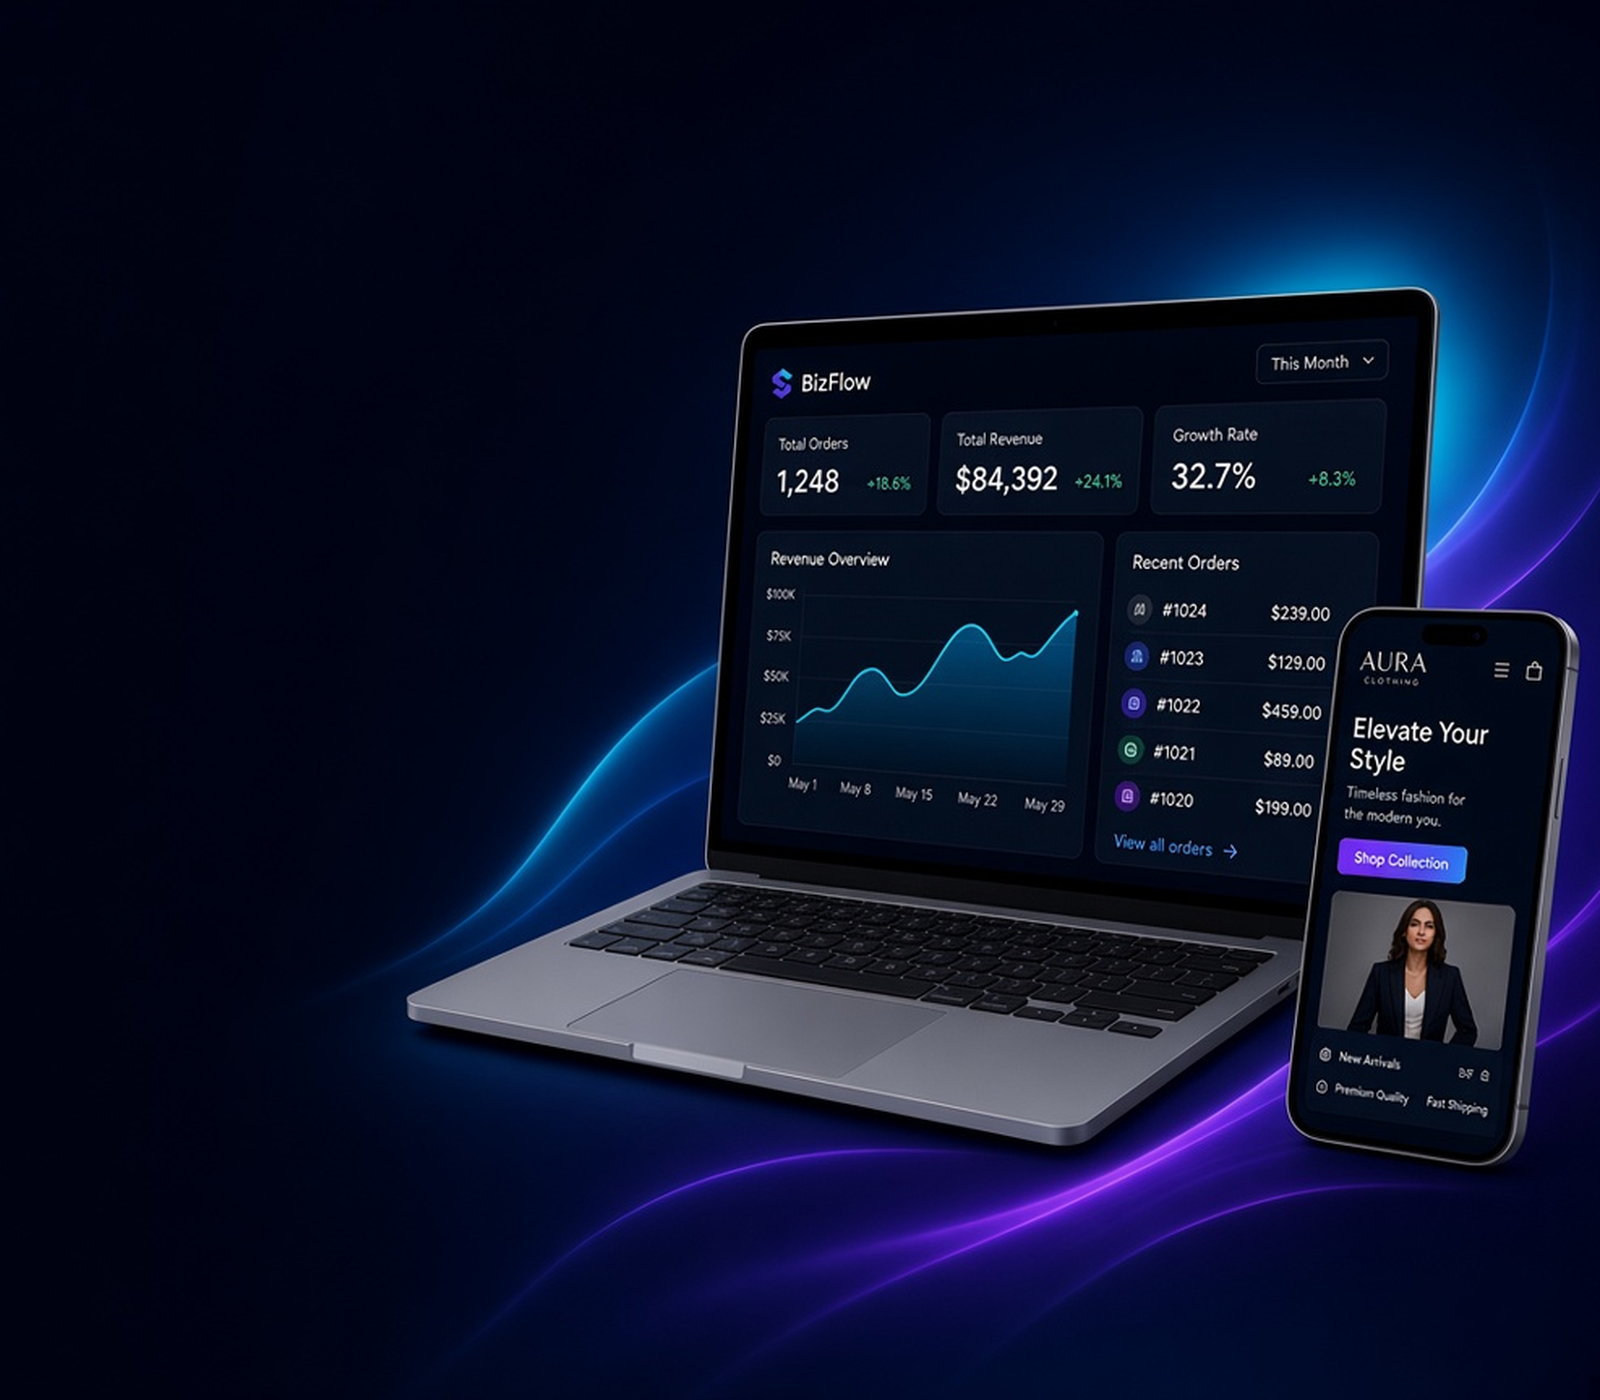 BizFlow
This Month
Total Orders
1,248 +18.6%
Total Revenue
$84,392 +24.1%
Growth Rate
32.7% +8.3%
Revenue Overview
$100K
$75K
$50K
$25K
$0
May 1 May 8 May 15 May 22 May 29
Recent Orders
#1024 $239.00
#1023 $129.00
#1022 $459.00
#1021 $89.00
#1020 $199.00
View all orders →
AURA
CLOTHING
Elevate Your
Style
Timeless fashion for
the modern you.
Shop Collection
New Arrivals
Premium Quality Fast Shipping